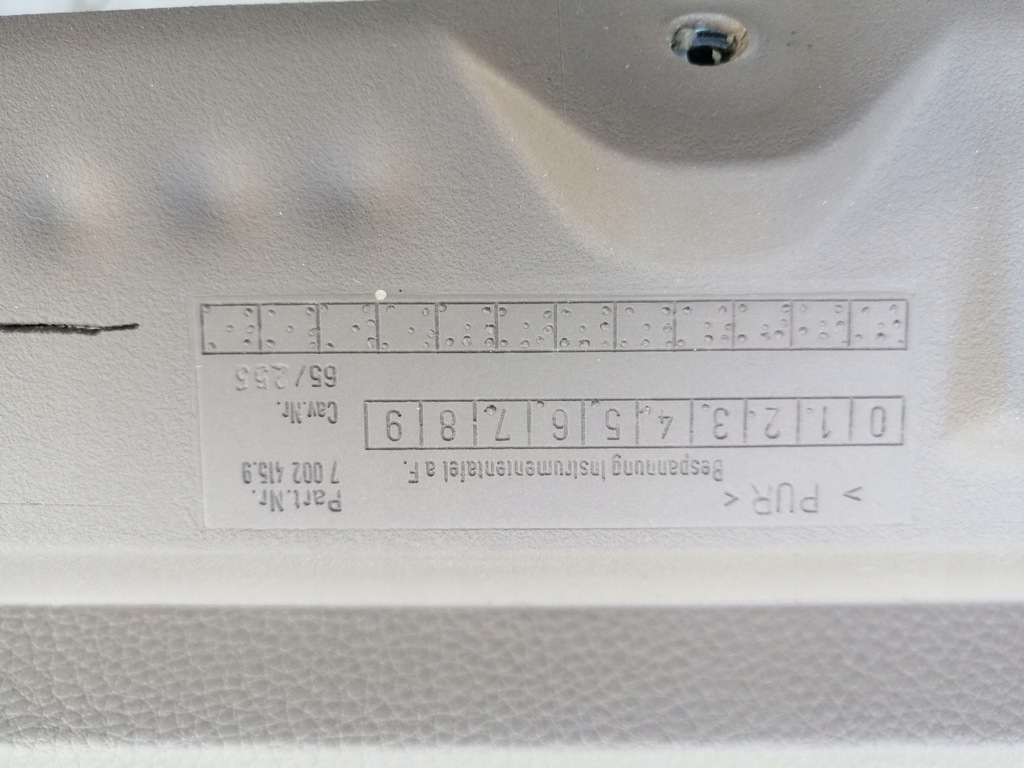 > PUR <
Part.Nr.
Bespannung Instrumententafel a F.
7 002 415.9
0 1 2 3 4 5 6 7 8 9
Cav.Nr.
65/255